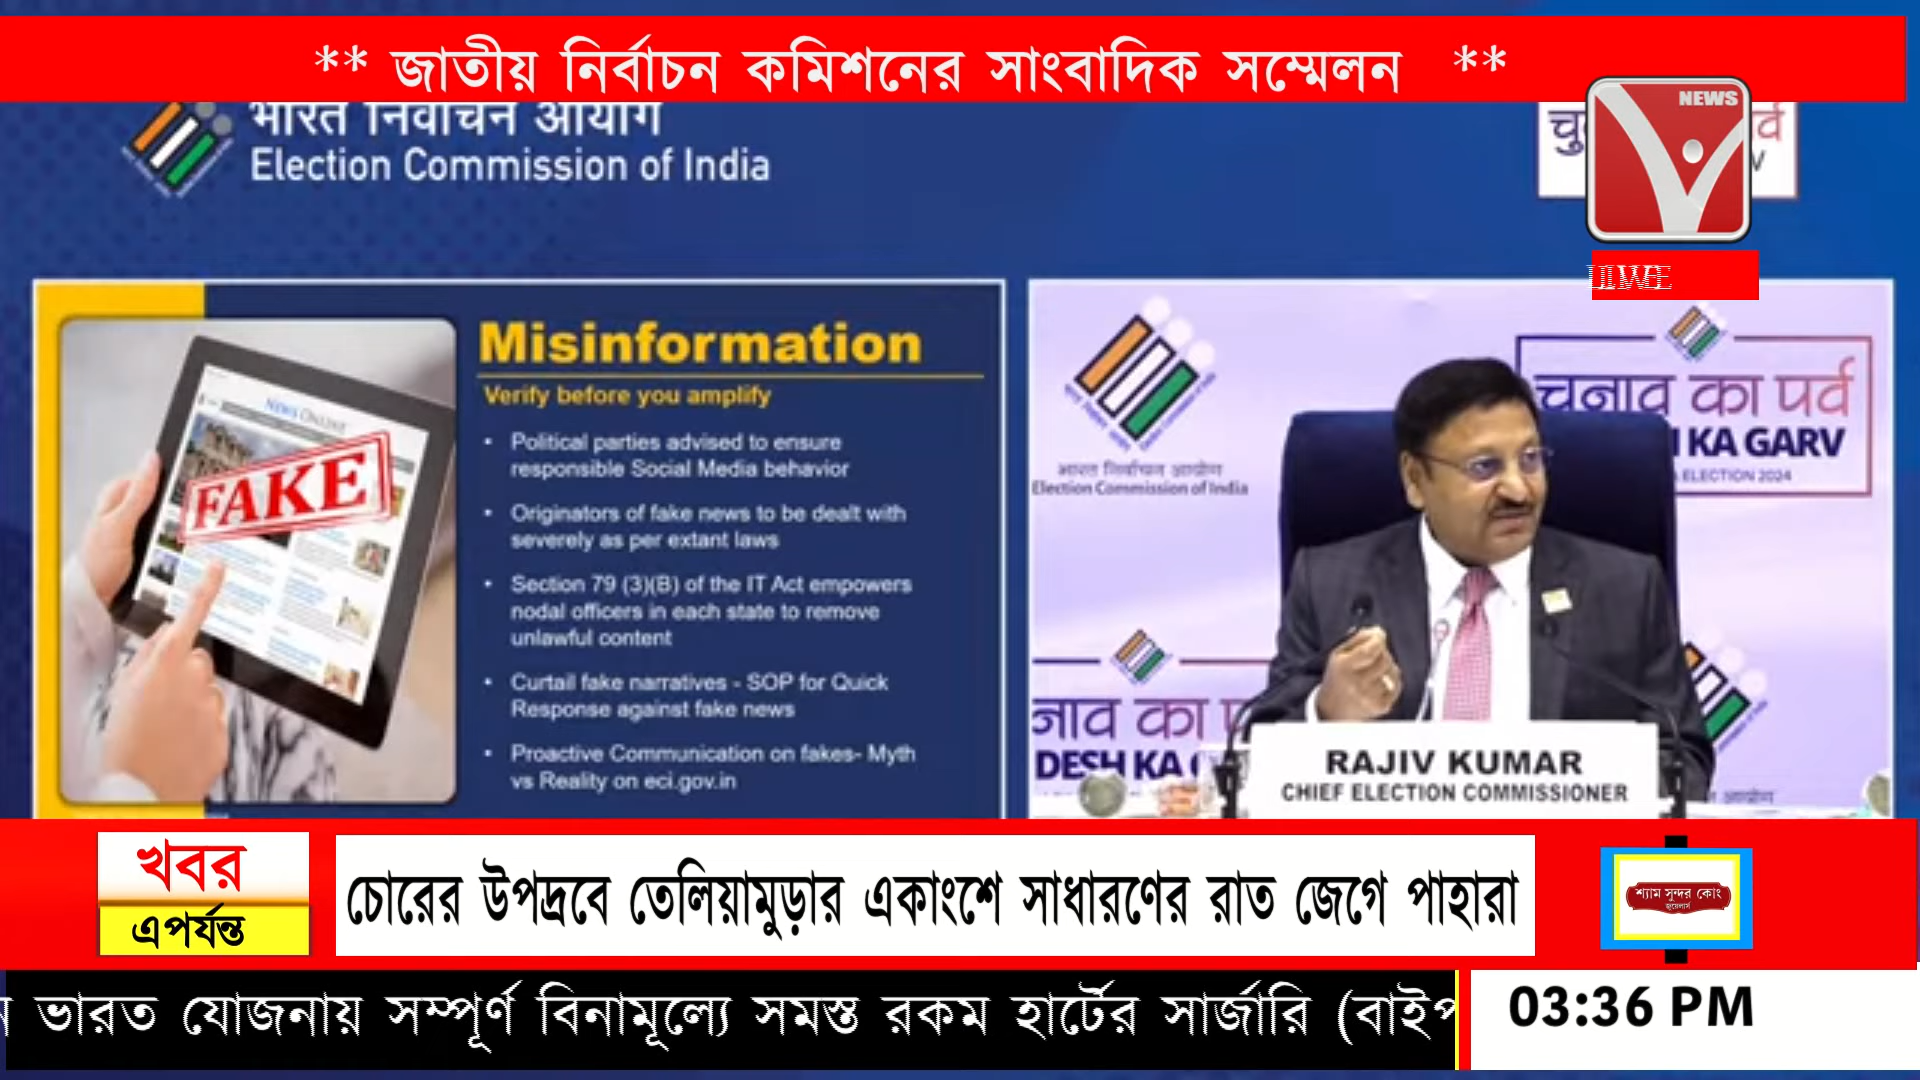 ** জাতীয় নির্বাচন কমিশনের সাংবাদিক সম্মেলন **
भारत निर्वाचन आयोग
Election Commission of India
NEWS
Misinformation
Verify before you amplify
• Political parties advised to ensure
responsible Social Media behavior
• Originators of fake news to be dealt with
severely as per extant laws
• Section 79 (3)(B) of the IT Act empowers
nodal officers in each state to remove
unlawful content
• Curtail fake narratives - SOP for Quick
Response against fake news
• Proactive Communication on fakes- Myth
vs Reality on eci.gov.in
NEWS ONLINE
FAKE
भारत निर्वाचन आयोग
Election Commission of India
चुनाव का पर्व
KA GARV
ELECTION 2024
का
DESH KA
RAJIV KUMAR
CHIEF ELECTION COMMISSIONER
খবর
এপর্যন্ত
চোরের উপদ্রবে তেলিয়ামুড়ার একাংশে সাধারণের রাত জেগে পাহারা
শ্যাম সুন্দর কোং
জুয়েলার্স
ভারত যোজনায় সম্পূর্ণ বিনামূল্যে সমস্ত রকম হার্টের সার্জারি (বাইপ
03:36 PM